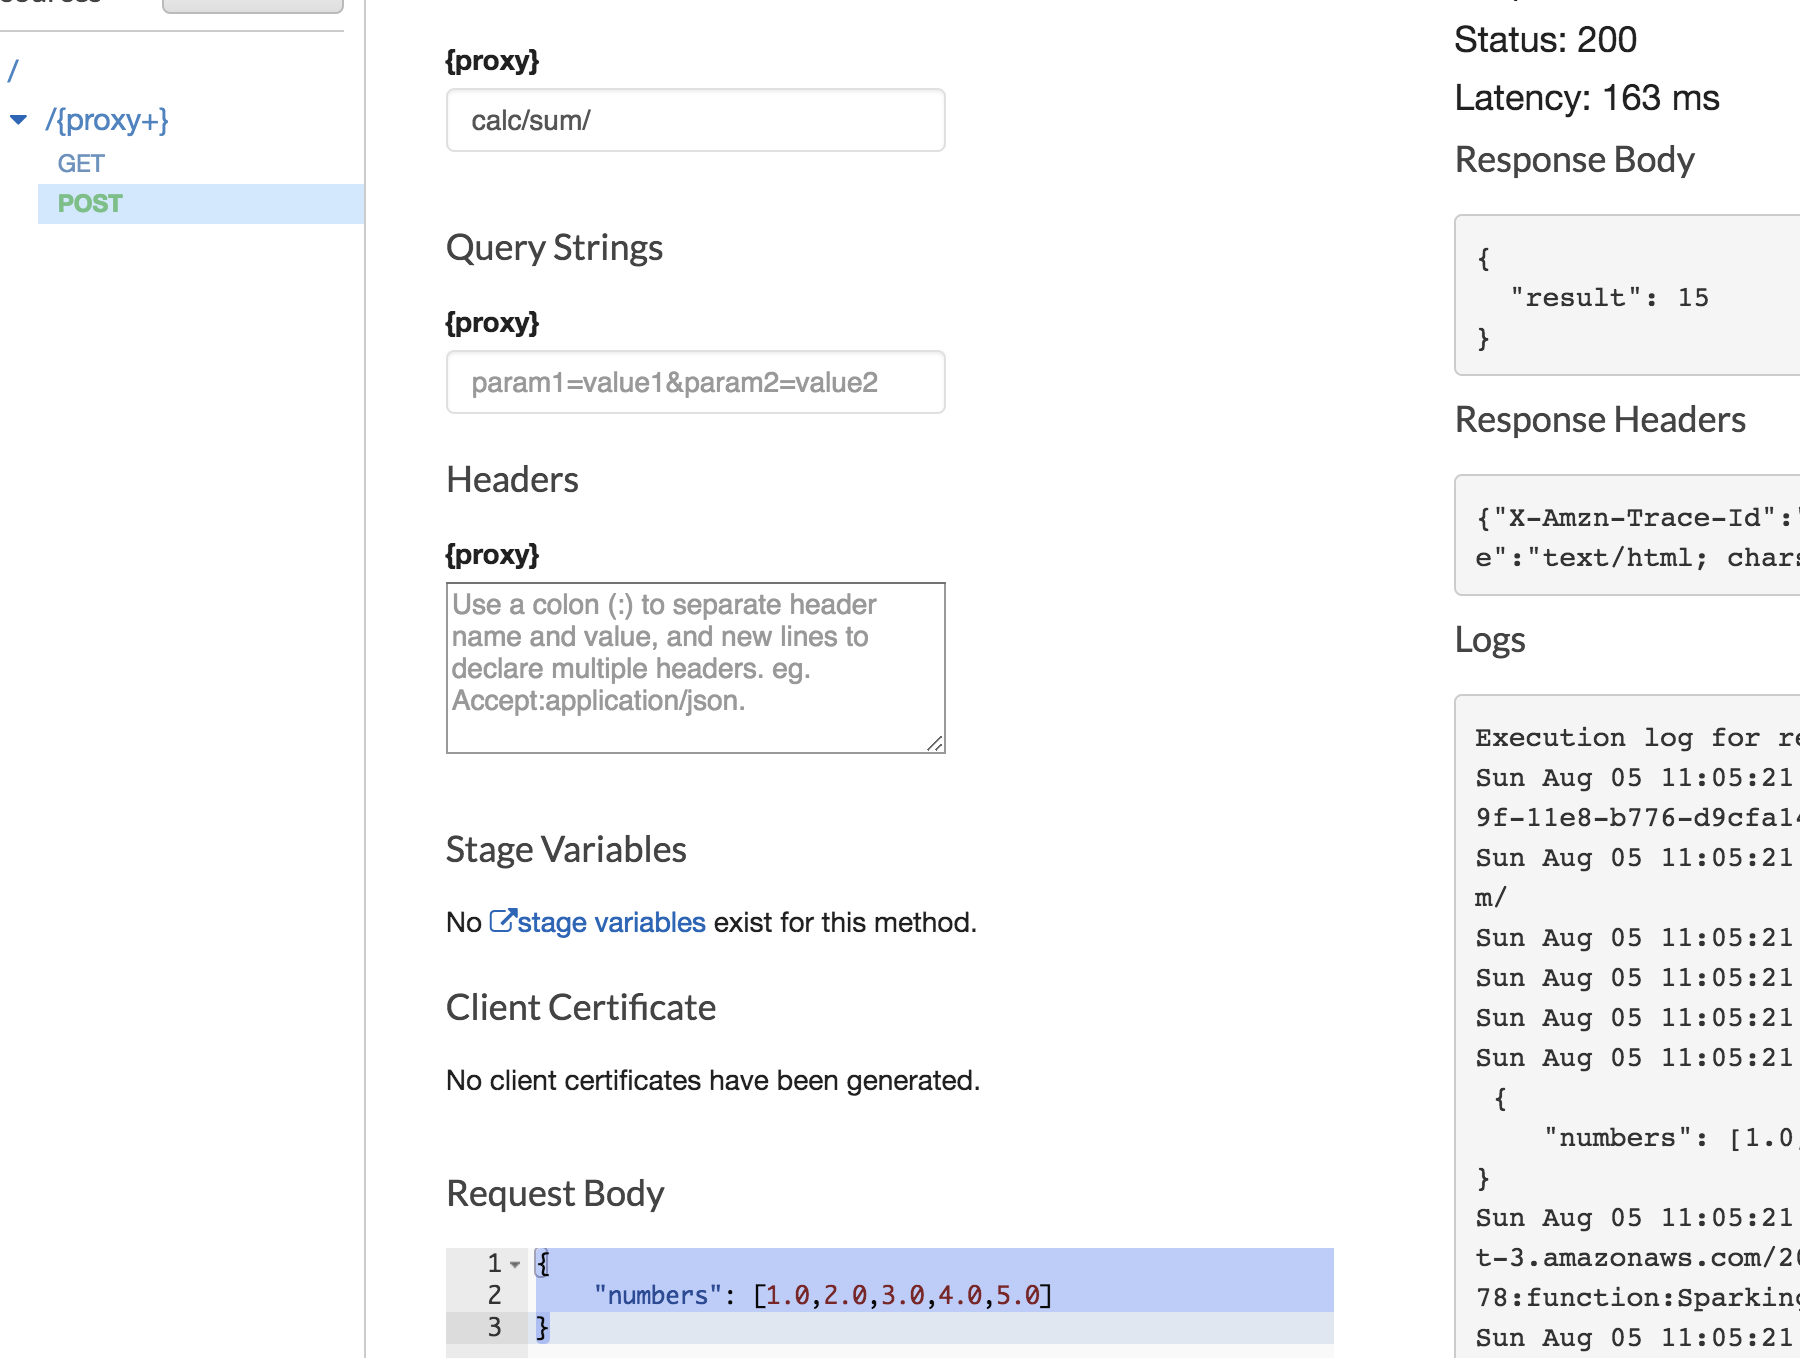 /
/{proxy+}
GET
POST
{proxy}
calc/sum/
Query Strings
{proxy}
param1=value1&param2=value2
Headers
{proxy}
Use a colon (:) to separate header
name and value, and new lines to
declare multiple headers. eg.
Accept:application/json.
Stage Variables
No stage variables exist for this method.
Client Certificate
No client certificates have been generated.
Request Body
1 {
2 "numbers": [1.0,2.0,3.0,4.0,5.0]
3 }
Status: 200
Latency: 163 ms
Response Body
{
"result": 15
}
Response Headers
{"X-Amzn-Trace-Id":"
e":"text/html; chars
Logs
Execution log for re
Sun Aug 05 11:05:21
9f-11e8-b776-d9cfa14
Sun Aug 05 11:05:21
m/
Sun Aug 05 11:05:21
Sun Aug 05 11:05:21
Sun Aug 05 11:05:21
Sun Aug 05 11:05:21
{
"numbers": [1.0,
}
Sun Aug 05 11:05:21
t-3.amazonaws.com/20
78:function:Sparking
Sun Aug 05 11:05:21